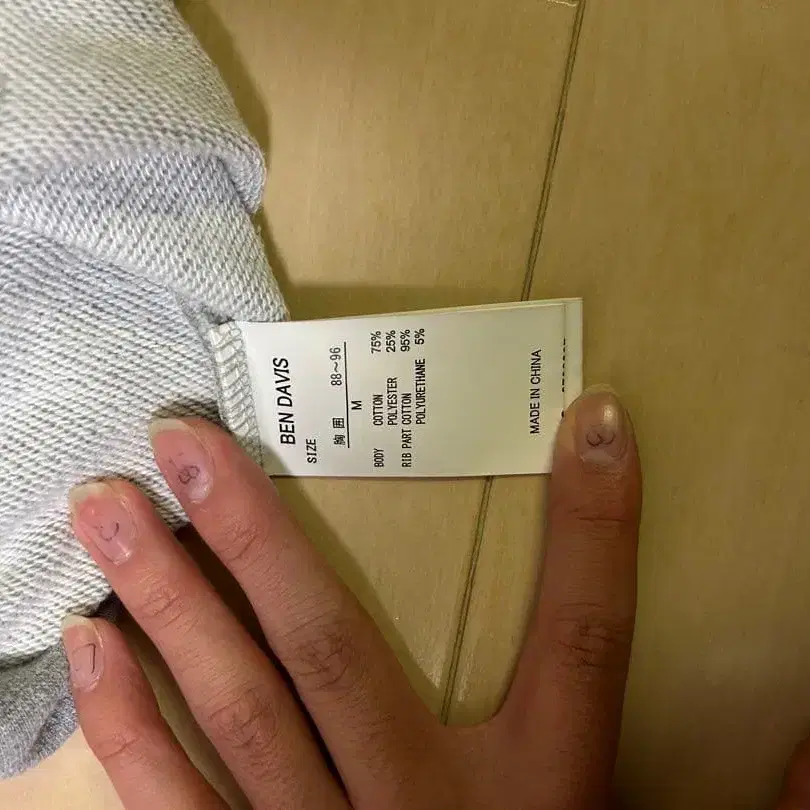 BEN DAVIS
SIZE
胸囲 88～96
M
BODY COTTON 75%
POLYESTER 25%
RIB PART COTTON 95%
POLYURETHANE 5%
MADE IN CHINA